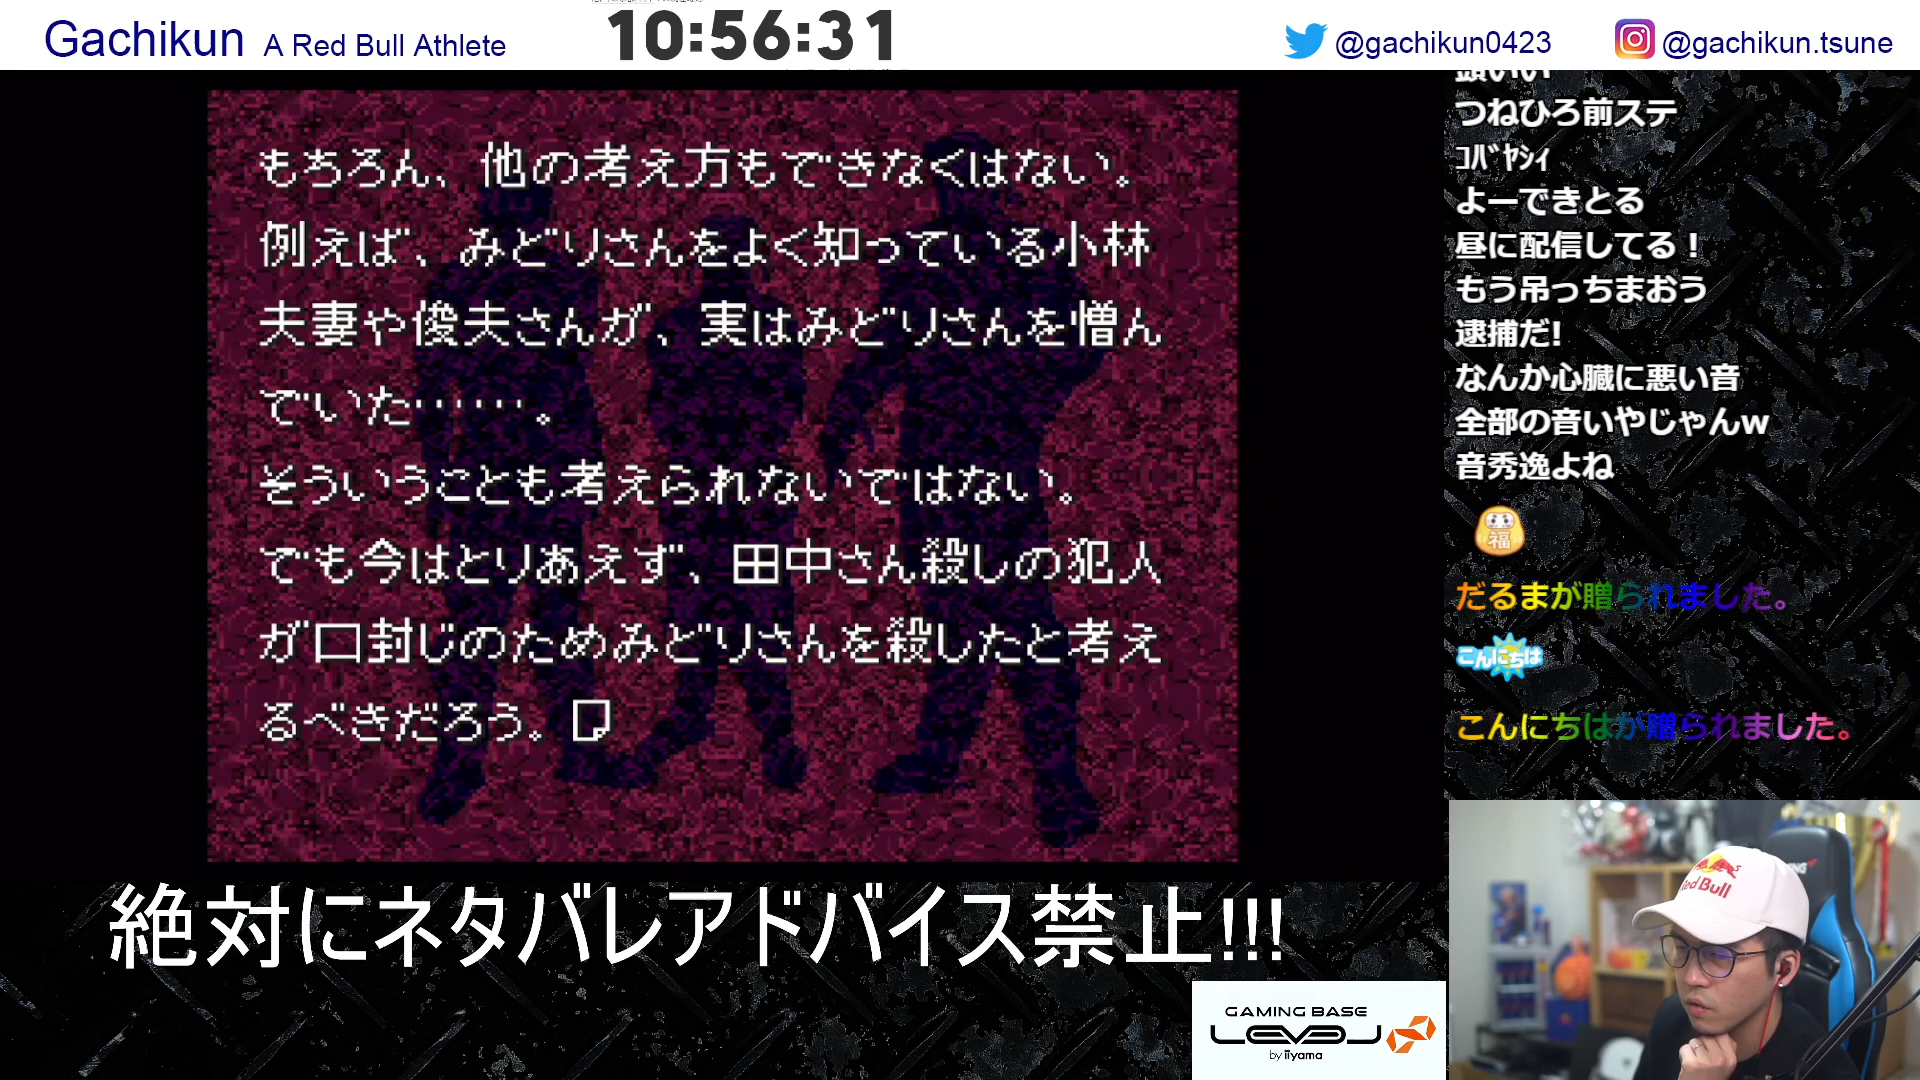 Gachikun A Red Bull Athlete
10:56:31
@gachikun0423
@gachikun.tsune
もちろん、他の考え方もできなくはない。
例えば、みどりさんをよく知っている小林
夫妻や俊夫さんが、実はみどりさんを憎ん
でいた……。
そういうことも考えられないではない。
でも今はとりあえず、田中さん殺しの犯人
が口封じのためみどりさんを殺したと考え
るべきだろう。
頭いい
つねひろ前ステ
ｺﾊﾞﾔｼｨ
よーできとる
昼に配信してる！
もう吊っちまおう
逮捕だ!
なんか心臓に悪い音
全部の音いやじゃんw
音秀逸よね
福
だるまが贈られました。
こんにちは
こんにちはが贈られました。
絶対にネタバレアドバイス禁止!!!
GAMING BASE
LEVEL
by iiyama
Red Bull